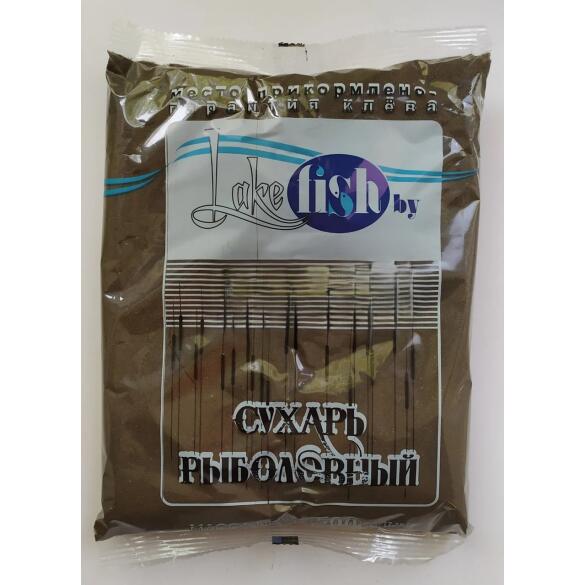 место прикормлено-
гарантия клёва
Lake fish by
СУХАРЬ
РЫБОЛОВНЫЙ